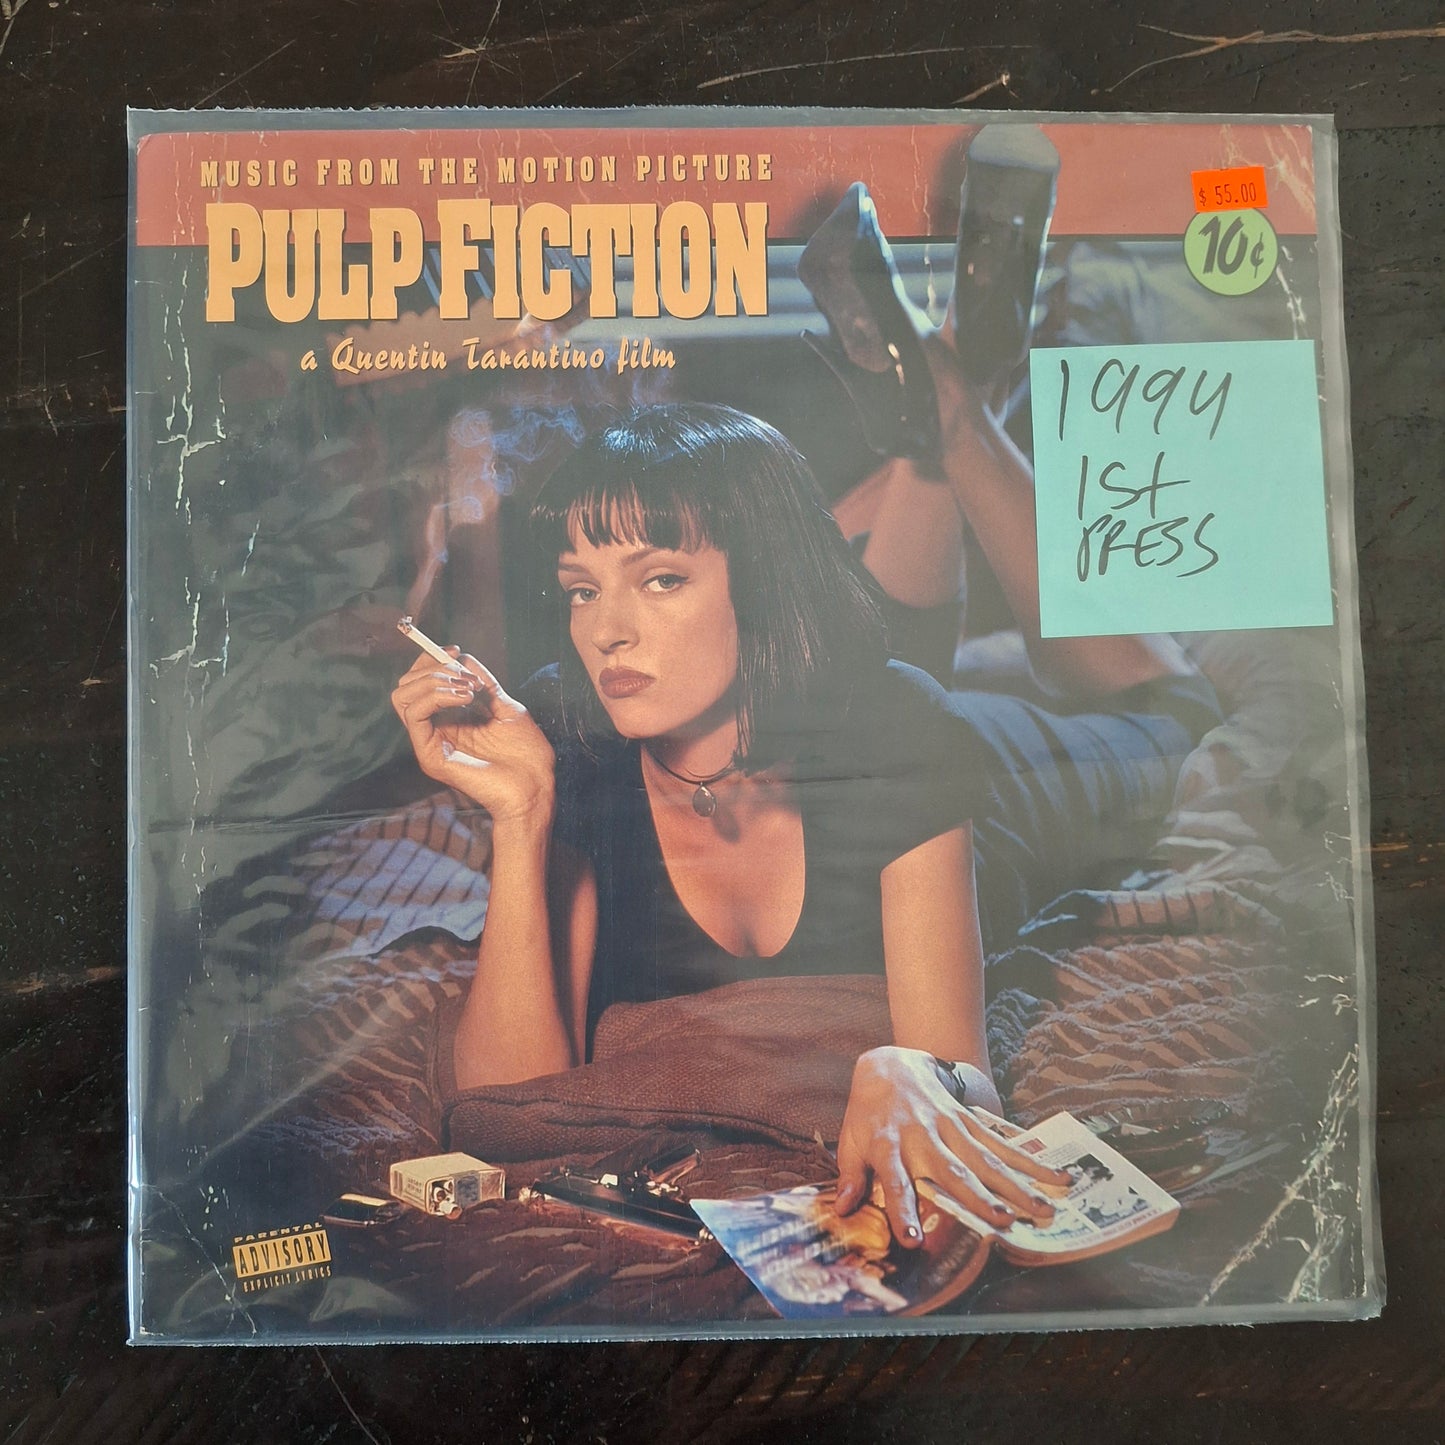 MUSIC FROM THE MOTION PICTURE
PULP FICTION
a Quentin Tarantino film
$ 55.00
10¢
1994
1st
PRESS
PARENTAL
ADVISORY
EXPLICIT LYRICS